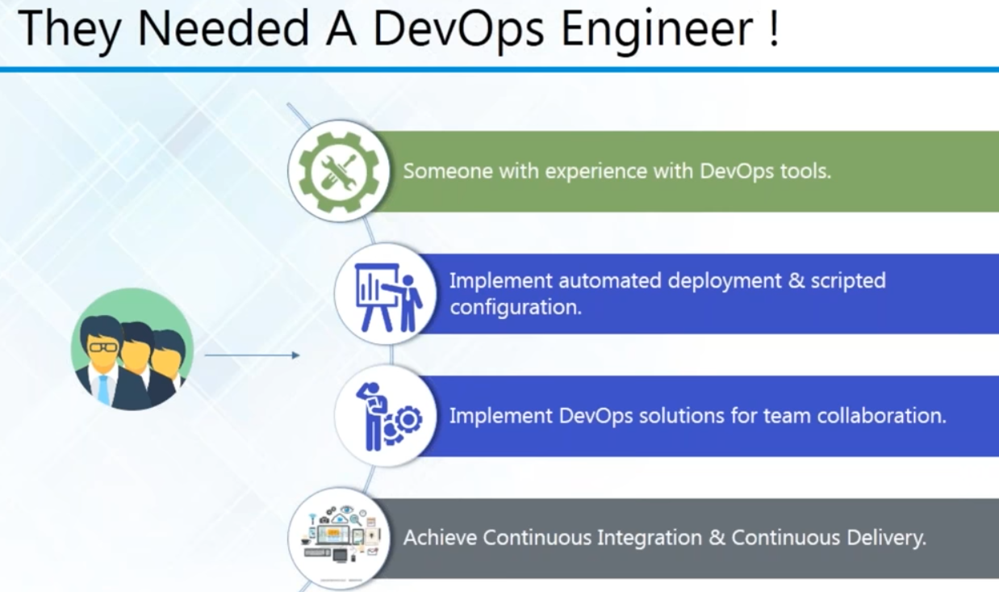 They Needed A DevOps Engineer !
Someone with experience with DevOps tools.
Implement automated deployment & scripted
configuration.
Implement DevOps solutions for team collaboration.
Achieve Continuous Integration & Continuous Delivery.